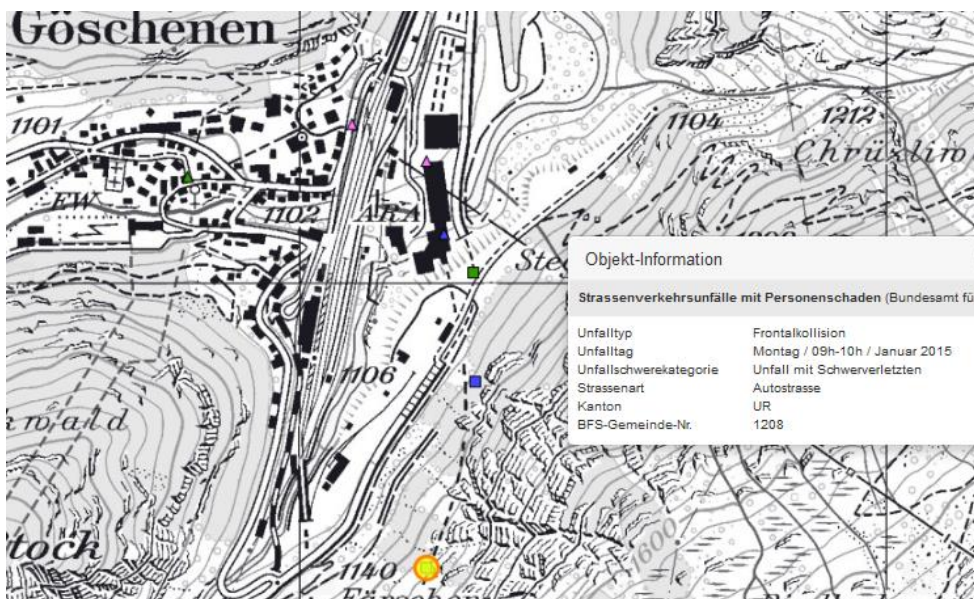 Göschenen
1101
1104
1212
Chrüzliw
EW
1102
ARA
Ste
Objekt-Information
Strassenverkehrsunfälle mit Personenschaden (Bundesamt fü
Unfalltyp Frontalkollision
Unfalltag Montag / 09h-10h / Januar 2015
Unfallschwerekategorie Unfall mit Schwerverletzten
Strassenart Autostrasse
Kanton UR
BFS-Gemeinde-Nr. 1208
1106
wald
1600
tock
1140